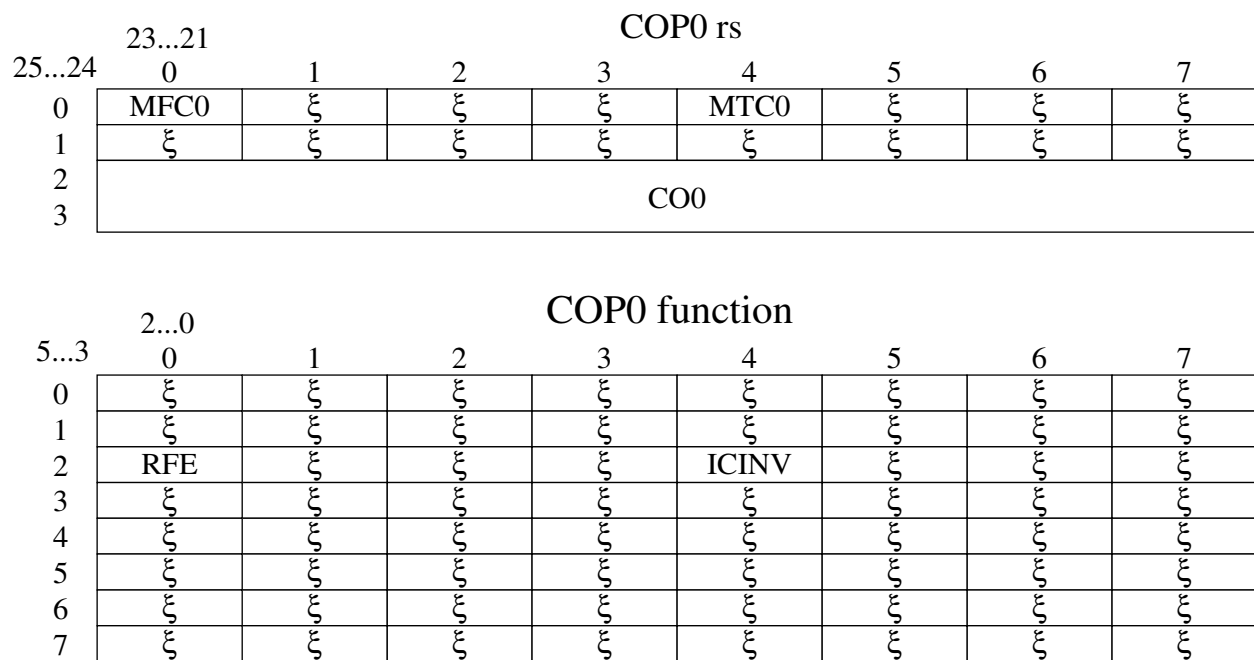 COP0 rs
23...21
25...24 0 1 2 3 4 5 6 7
0 MFC0 ξ ξ ξ MTC0 ξ ξ ξ
1 ξ ξ ξ ξ ξ ξ ξ ξ
2
CO0
3
COP0 function
2...0
5...3 0 1 2 3 4 5 6 7
0 ξ ξ ξ ξ ξ ξ ξ ξ
1 ξ ξ ξ ξ ξ ξ ξ ξ
2 RFE ξ ξ ξ ICINV ξ ξ ξ
3 ξ ξ ξ ξ ξ ξ ξ ξ
4 ξ ξ ξ ξ ξ ξ ξ ξ
5 ξ ξ ξ ξ ξ ξ ξ ξ
6 ξ ξ ξ ξ ξ ξ ξ ξ
7 ξ ξ ξ ξ ξ ξ ξ ξ